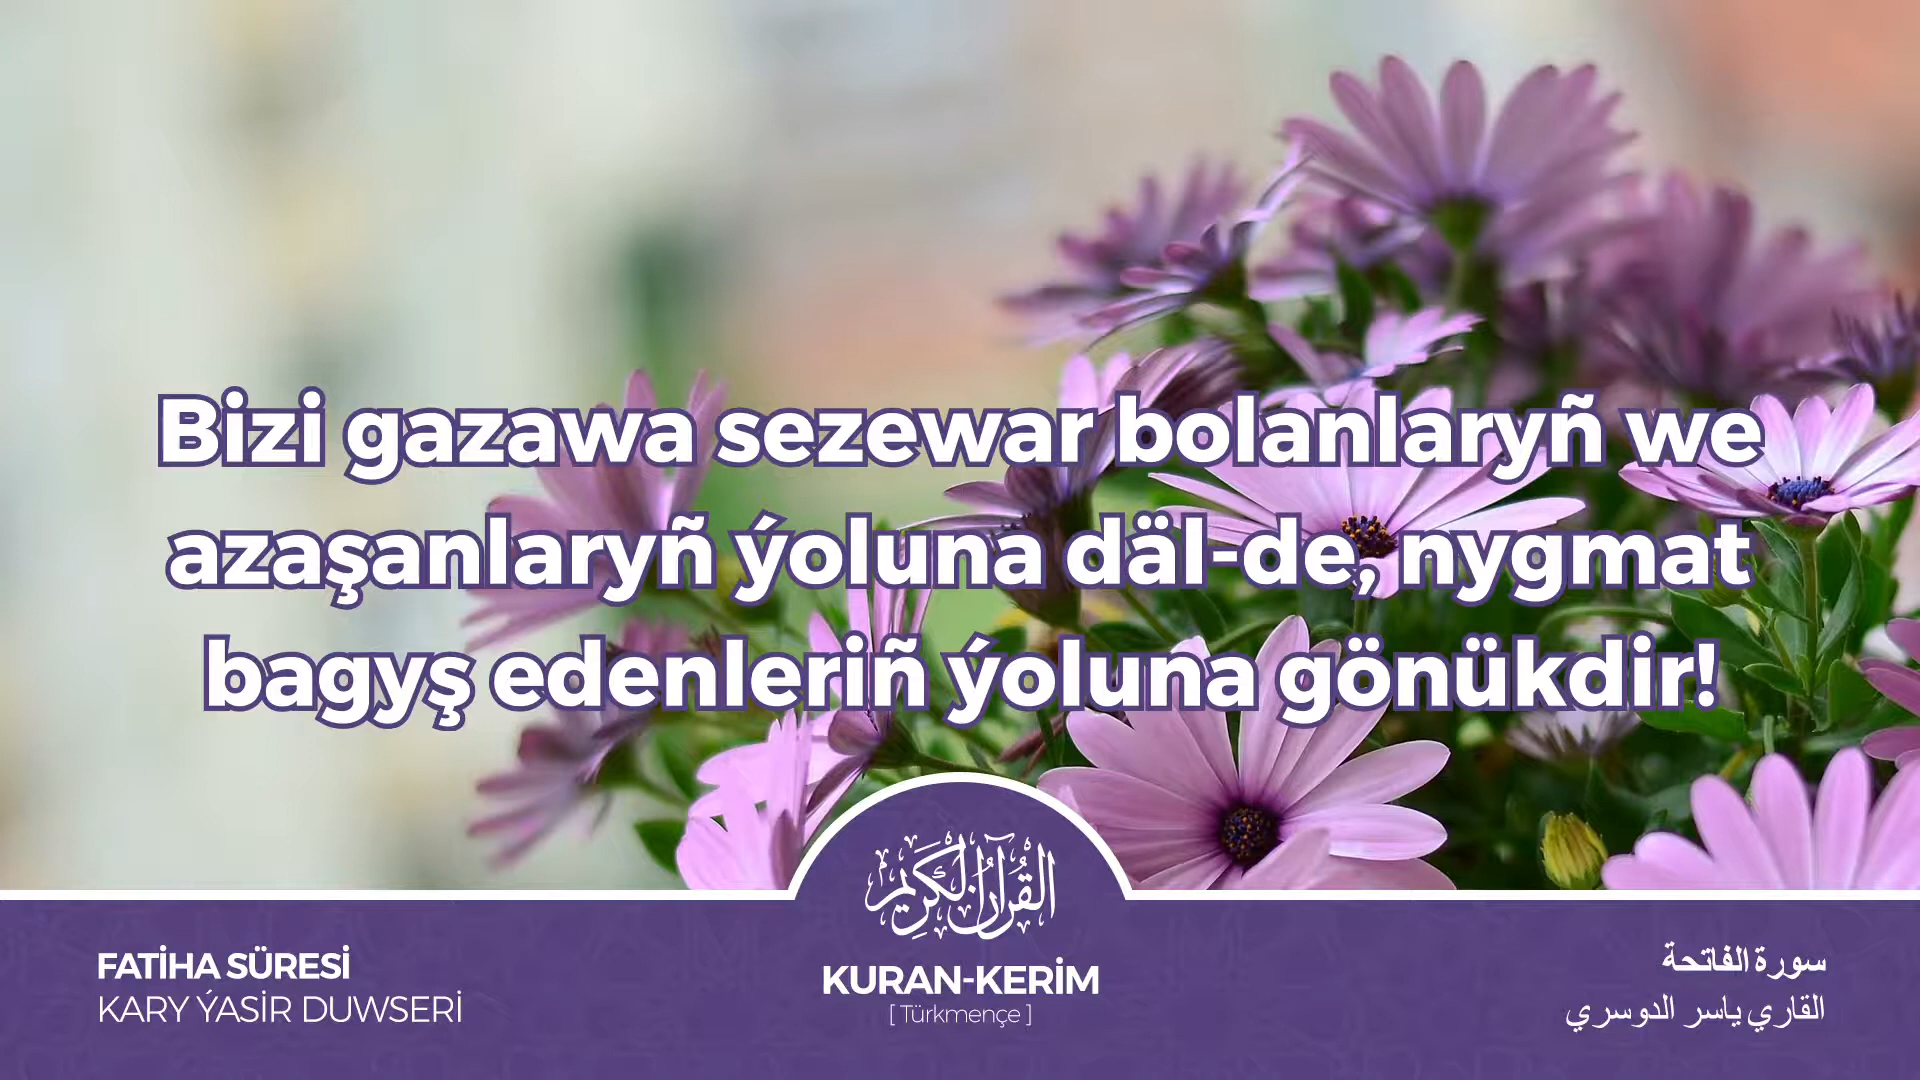 Bizi gazawa sezewar bolanlaryñ we
azaşanlaryñ ýoluna däl-de, nygmat
bagyş edenleriñ ýoluna gönükdir!
القرآن الكريم
KURAN-KERİM
[ Türkmençe ]
FATİHA SÜRESİ
KARY ÝASİR DUWSERİ
سورة الفاتحة
القاري ياسر الدوسري